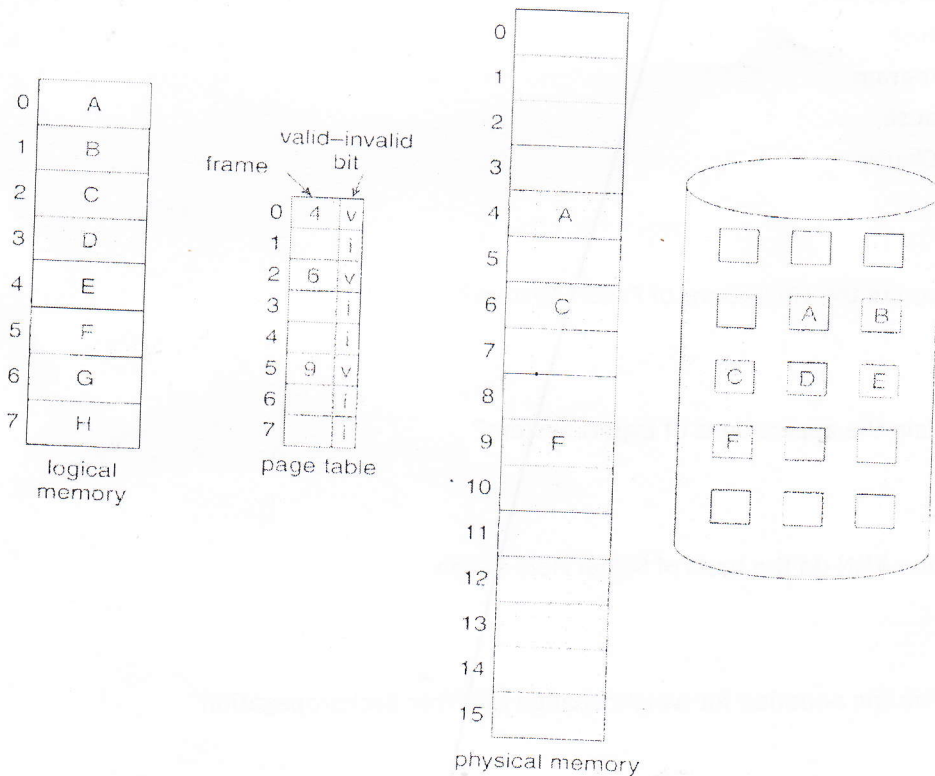 0 A
1 B
2 C
3 D
4 E
5 F
6 G
7 H
logical
memory
valid–invalid
bit
frame
0 4 v
1 i
2 6 v
3 i
4 i
5 9 v
6 i
7 i
page table
0
1
2
3
4 A
5
6 C
7
8
9 F
10
11
12
13
14
15
physical memory
A B
C D E
F